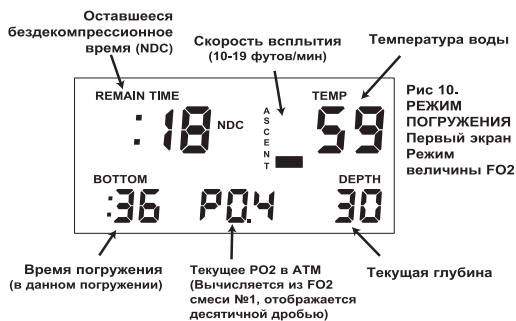 Оставшееся
бездекомпрессионное
время (NDC)
Скорость всплытия
(10-19 футов/мин)
Температура воды
REMAIN TIME
:18 NDC
ASCENT
TEMP
59
Рис 10.
РЕЖИМ
ПОГРУЖЕНИЯ
Первый экран
Режим
величины FO2
BOTTOM
:36
PO.4
DEPTH
30
Время погружения
(в данном погружении)
Текущее PO2 в АТМ
(Вычисляется из FO2
смеси №1, отображается
десятичной дробью)
Текущая глубина